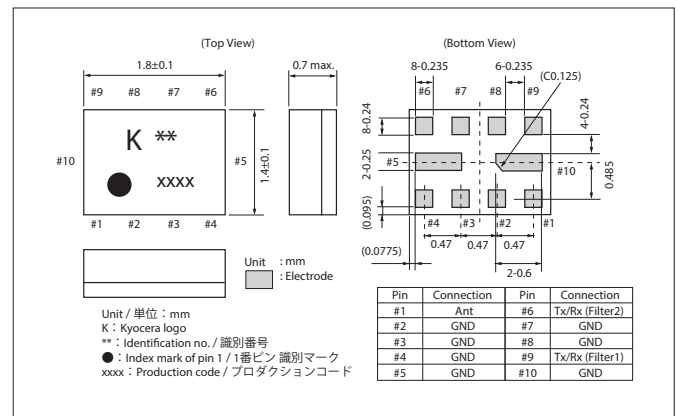 (Top View)
(Bottom View)
1.8±0.1
0.7 max.
8-0.235
6-0.235
(C0.125)
#9 #8 #7 #6
#6 #7 #8 #9
8-0.24
4-0.24
K **
#10
#5
1.4±0.1
2-0.25
#5
#10
0.485
xxxx
(0.095)
#1 #2 #3 #4
#4 #3 #2 #1
(0.0775)
0.47 0.47 0.47
2-0.6
Unit : mm
: Electrode
Unit / 単位：mm
K：Kyocera logo
**：Identification no. / 識別番号
●：Index mark of pin 1 / 1番ピン 識別マーク
xxxx：Production code / プロダクションコード
Pin Connection Pin Connection
#1 Ant #6 Tx/Rx (Filter2)
#2 GND #7 GND
#3 GND #8 GND
#4 GND #9 Tx/Rx (Filter1)
#5 GND #10 GND